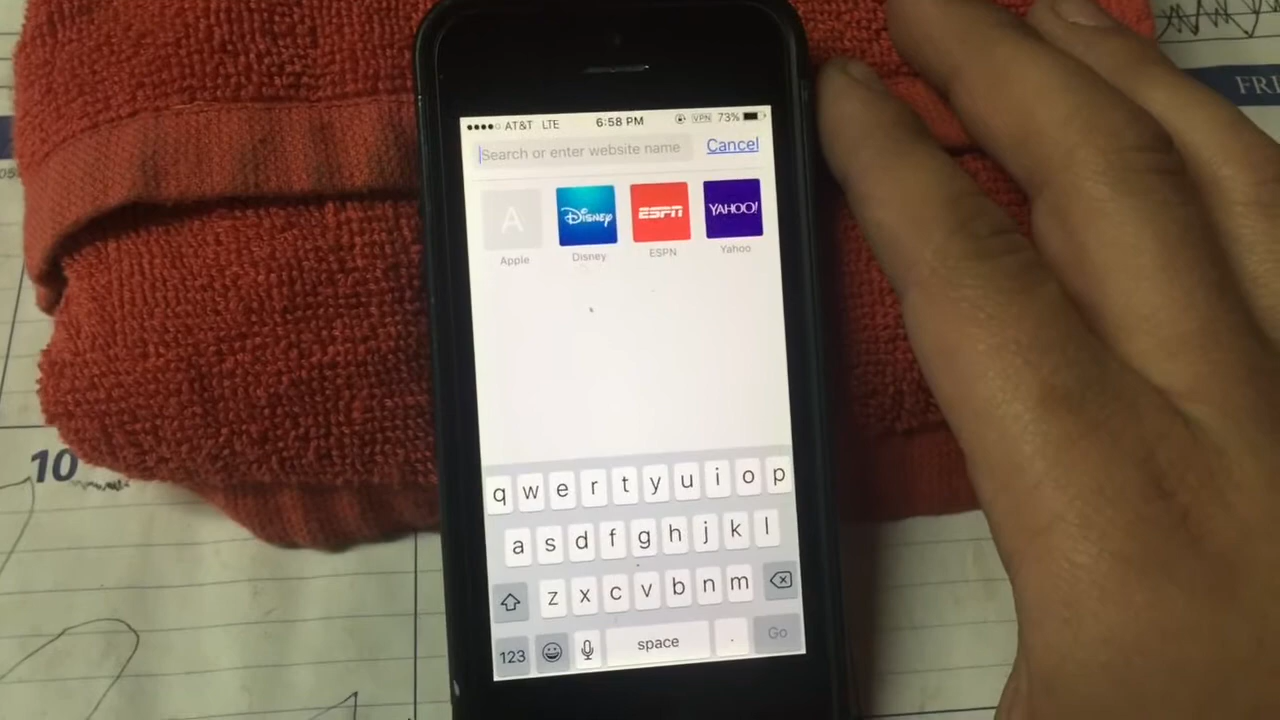 FRI
AT&T LTE 6:58 PM VPN 73%
Search or enter website name Cancel
A DISNEY ESPN YAHOO!
Apple Disney ESPN Yahoo
10
q w e r t y u i o p
a s d f g h j k l
z x c v b n m
123 space . Go